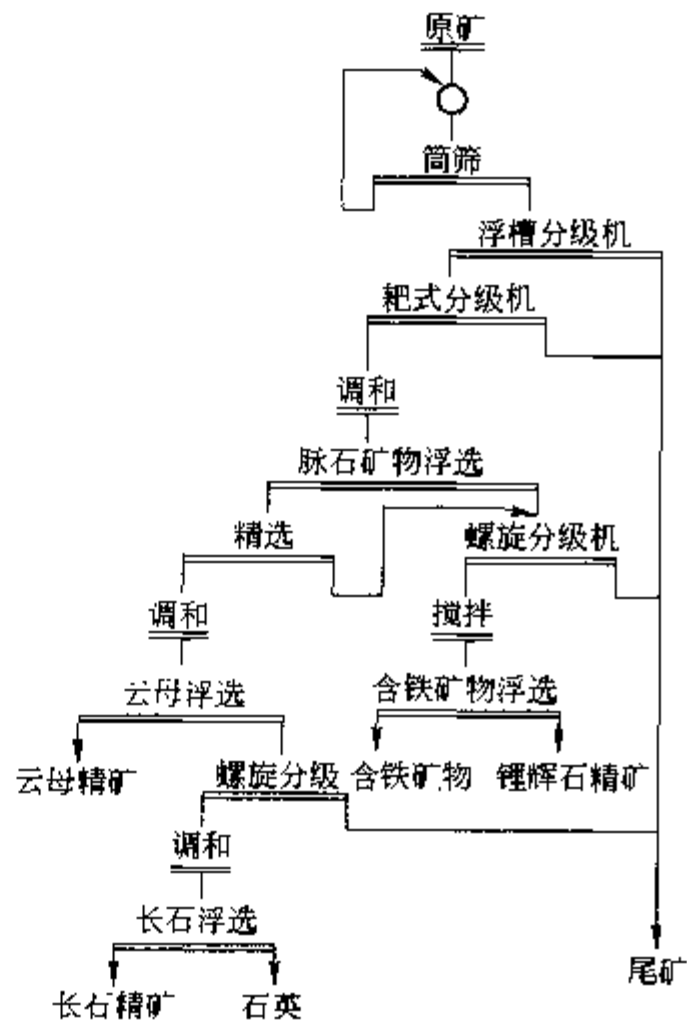 原矿
筒筛
浮槽分级机
耙式分级机
调和
脉石矿物浮选
精选
螺旋分级机
调和
搅拌
云母浮选
含铁矿物浮选
云母精矿
螺旋分级
含铁矿物
锂辉石精矿
调和
长石浮选
尾矿
长石精矿
石英